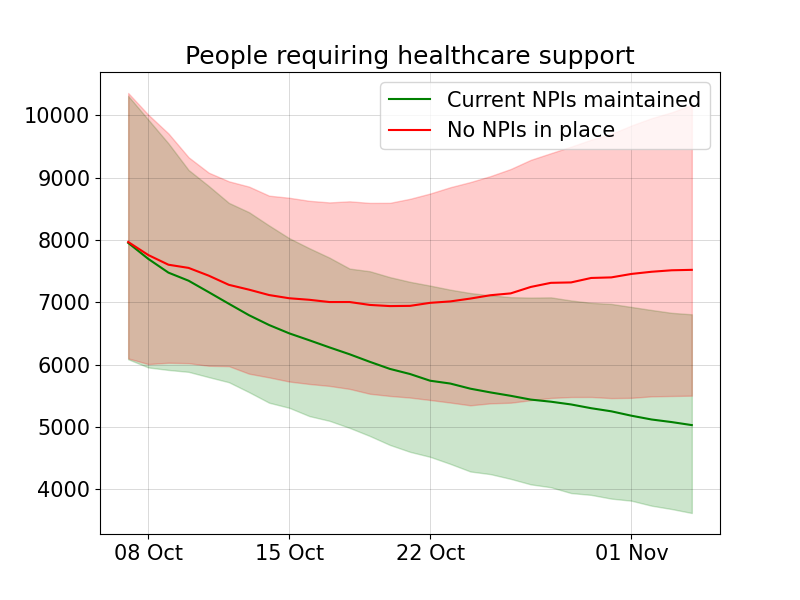 People requiring healthcare support
Current NPIs maintained
No NPIs in place
10000
9000
8000
7000
6000
5000
4000
08 Oct
15 Oct
22 Oct
01 Nov